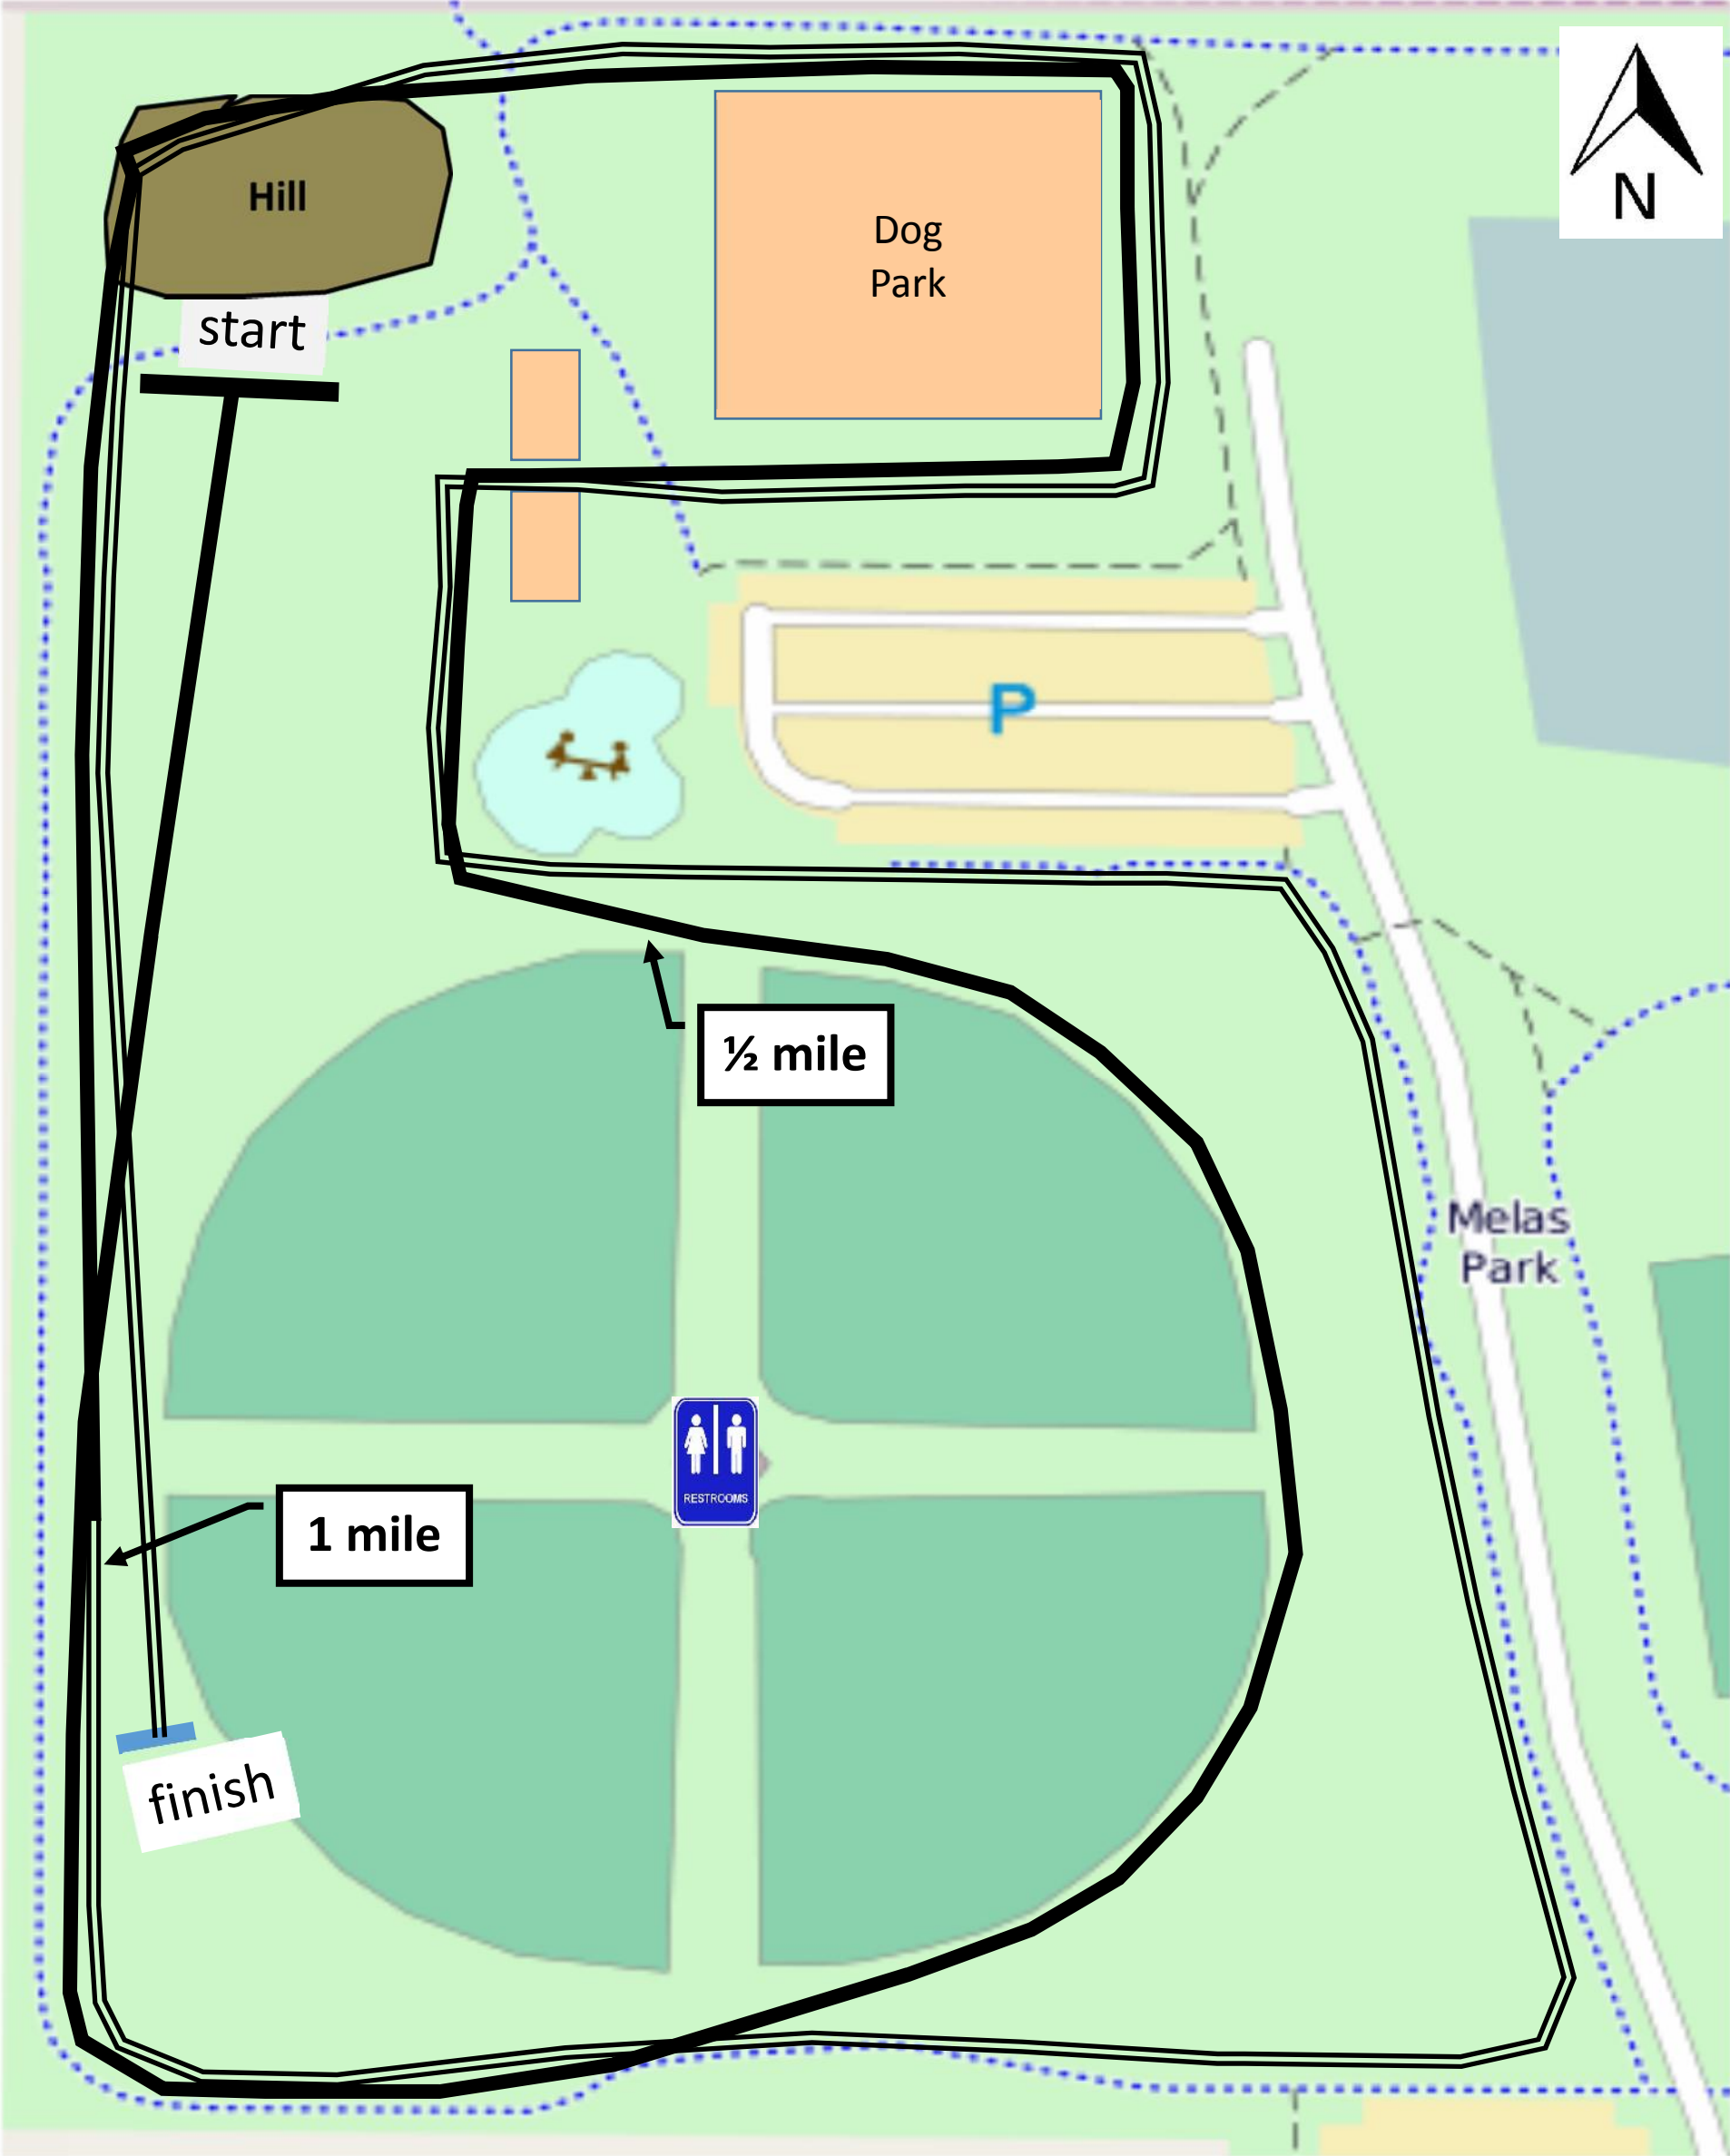 N
Hill
Dog
Park
start
P
½ mile
Melas
Park
RESTROOMS
1 mile
finish